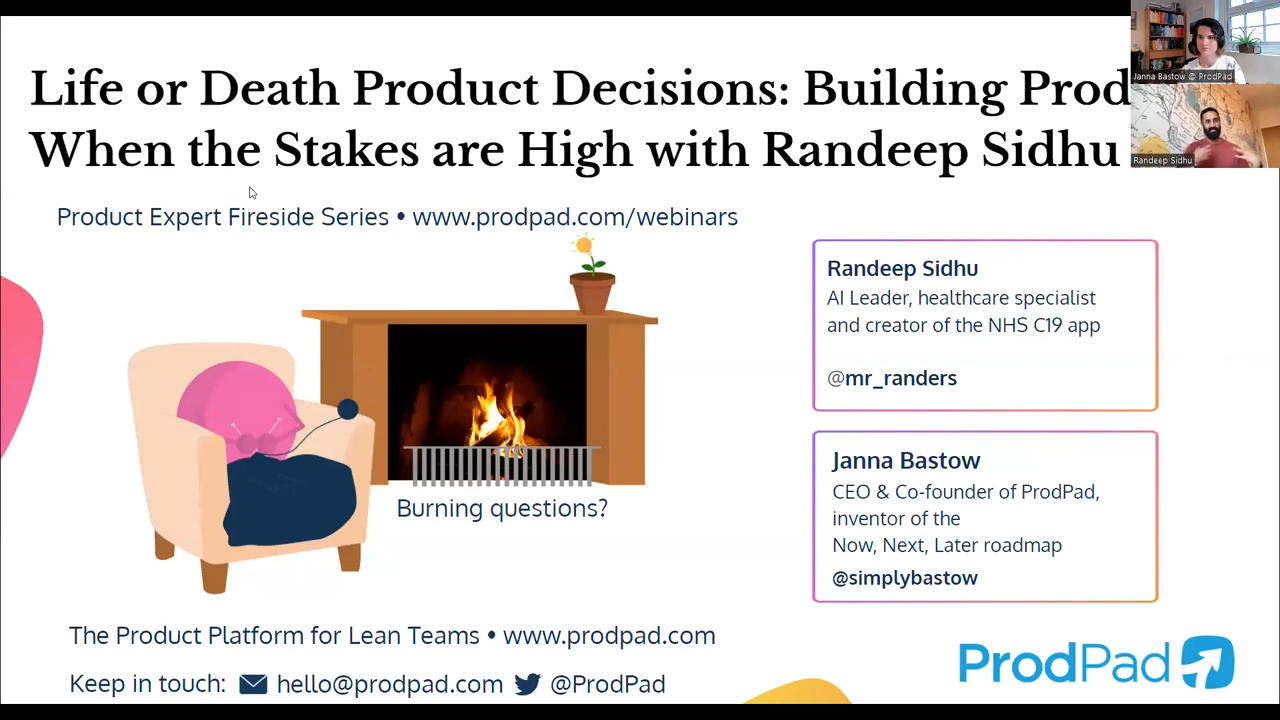 Life or Death Product Decisions: Building Prod
When the Stakes are High with Randeep Sidhu
Janna Bastow @ ProdPad
Randeep Sidhu
Product Expert Fireside Series • www.prodpad.com/webinars
Randeep Sidhu
AI Leader, healthcare specialist
and creator of the NHS C19 app
@mr_randers
Janna Bastow
CEO & Co-founder of ProdPad,
inventor of the
Now, Next, Later roadmap
@simplybastow
Burning questions?
The Product Platform for Lean Teams • www.prodpad.com
Keep in touch: hello@prodpad.com @ProdPad
ProdPad